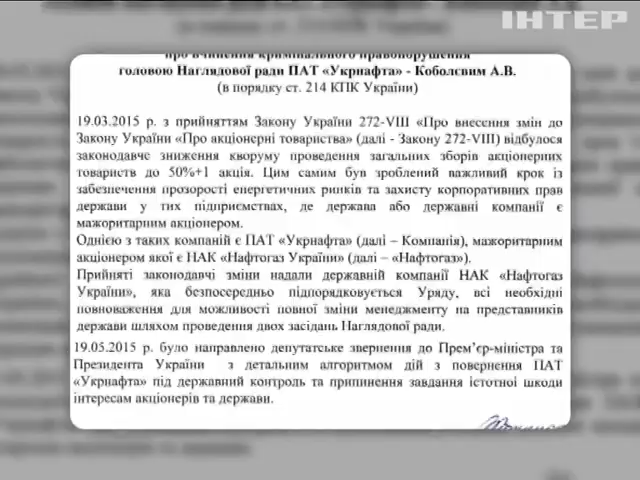 ІНТЕР
про вчинення кримінального правопорушення
головою Наглядової ради ПАТ «Укрнафта» - Коболєвим А.В.
(в порядку ст. 214 КПК України)
19.03.2015 р. з прийняттям Закону України 272-VIII «Про внесення змін до
Закону України «Про акціонерні товариства» (далі - Закону 272-VIII) відбулося
законодавче зниження кворуму проведення загальних зборів акціонерних
товариств до 50%+1 акція. Цим самим був зроблений важливий крок із
забезпечення прозорості енергетичних ринків та захисту корпоративних прав
держави у тих підприємствах, де держава або державні компанії є
мажоритарним акціонером.
Однією з таких компаній є ПАТ «Укрнафта» (далі – Компанія), мажоритарним
акціонером якої є НАК «Нафтогаз України» (далі – «Нафтогаз»).
Прийняті законодавчі зміни надали державній компанії НАК «Нафтогаз
України», яка безпосередньо підпорядковується Уряду, всі необхідні
повноваження для можливості повної зміни менеджменту на представників
держави шляхом проведення двох засідань Наглядової ради.
19.05.2015 р. було направлено депутатське звернення до Прем’єр-міністра та
Президента України з детальним алгоритмом дій з повернення ПАТ
«Укрнафта» під державний контроль та припинення завдання істотної шкоди
інтересам акціонерів та держави.